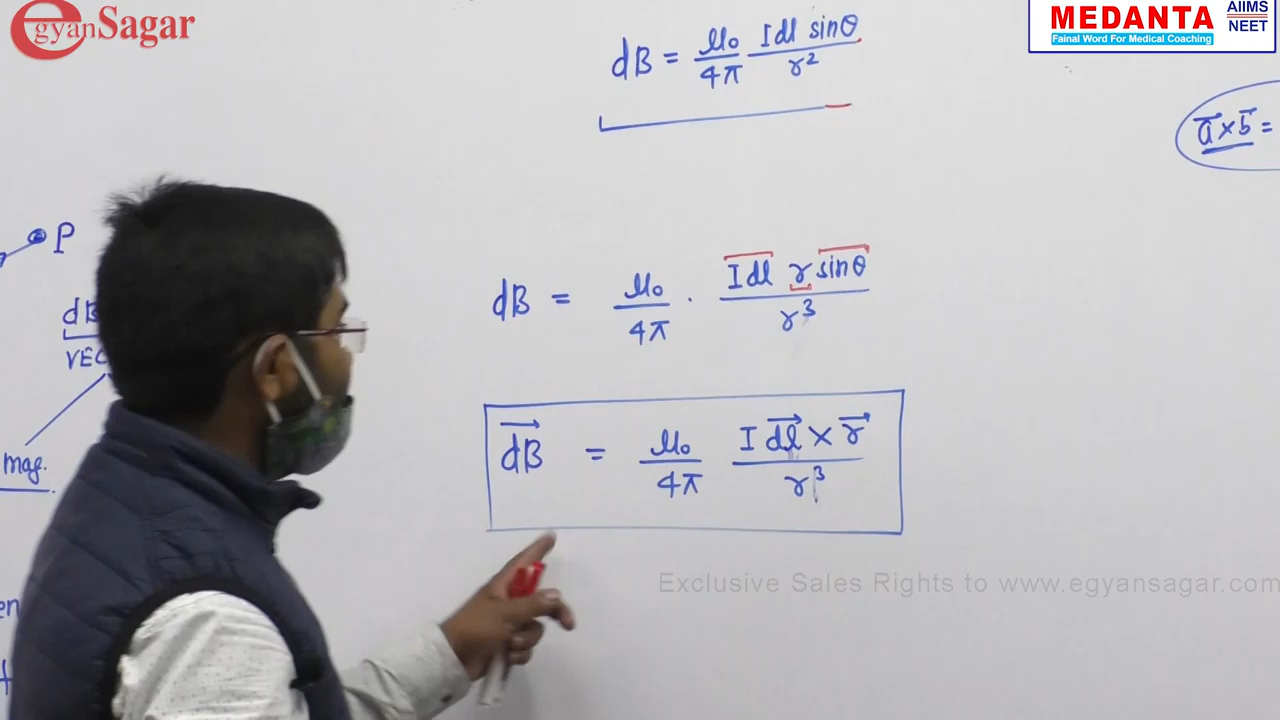 egyanSagar
MEDANTA
Fainal Word For Medical Coaching
AIIMS
NEET
dB = μ₀/4π Idl sinθ/r²
a⃗ × b⃗ =
P
dB
dB = μ₀/4π · Idl r sinθ/r³
mag.
d⃗B = μ₀/4π I d⃗l × r⃗/r³
Exclusive Sales Rights to www.egyansagar.com